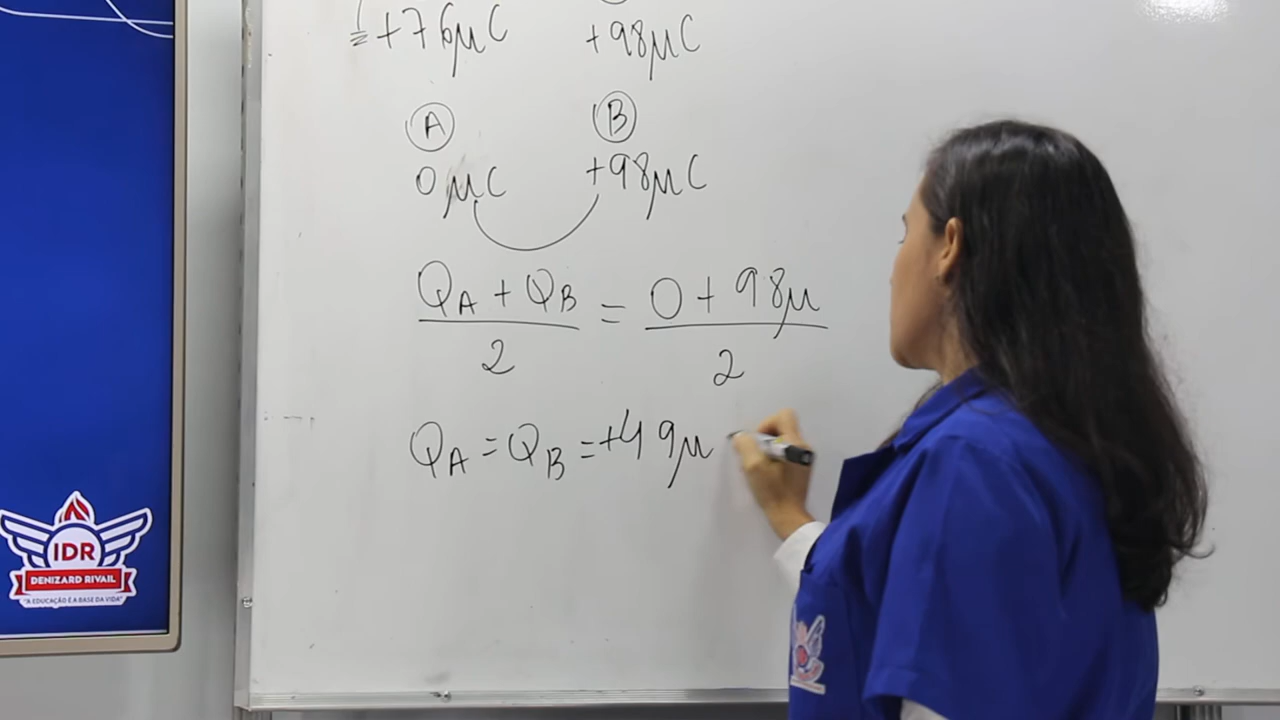 +76μC +98μC
A B
0μC +98μC
QA + QB = 0 + 98μ
2 2
QA = QB = +49μ
IDR
DENIZARD RIVAIL
"A EDUCAÇÃO É A BASE DA VIDA"